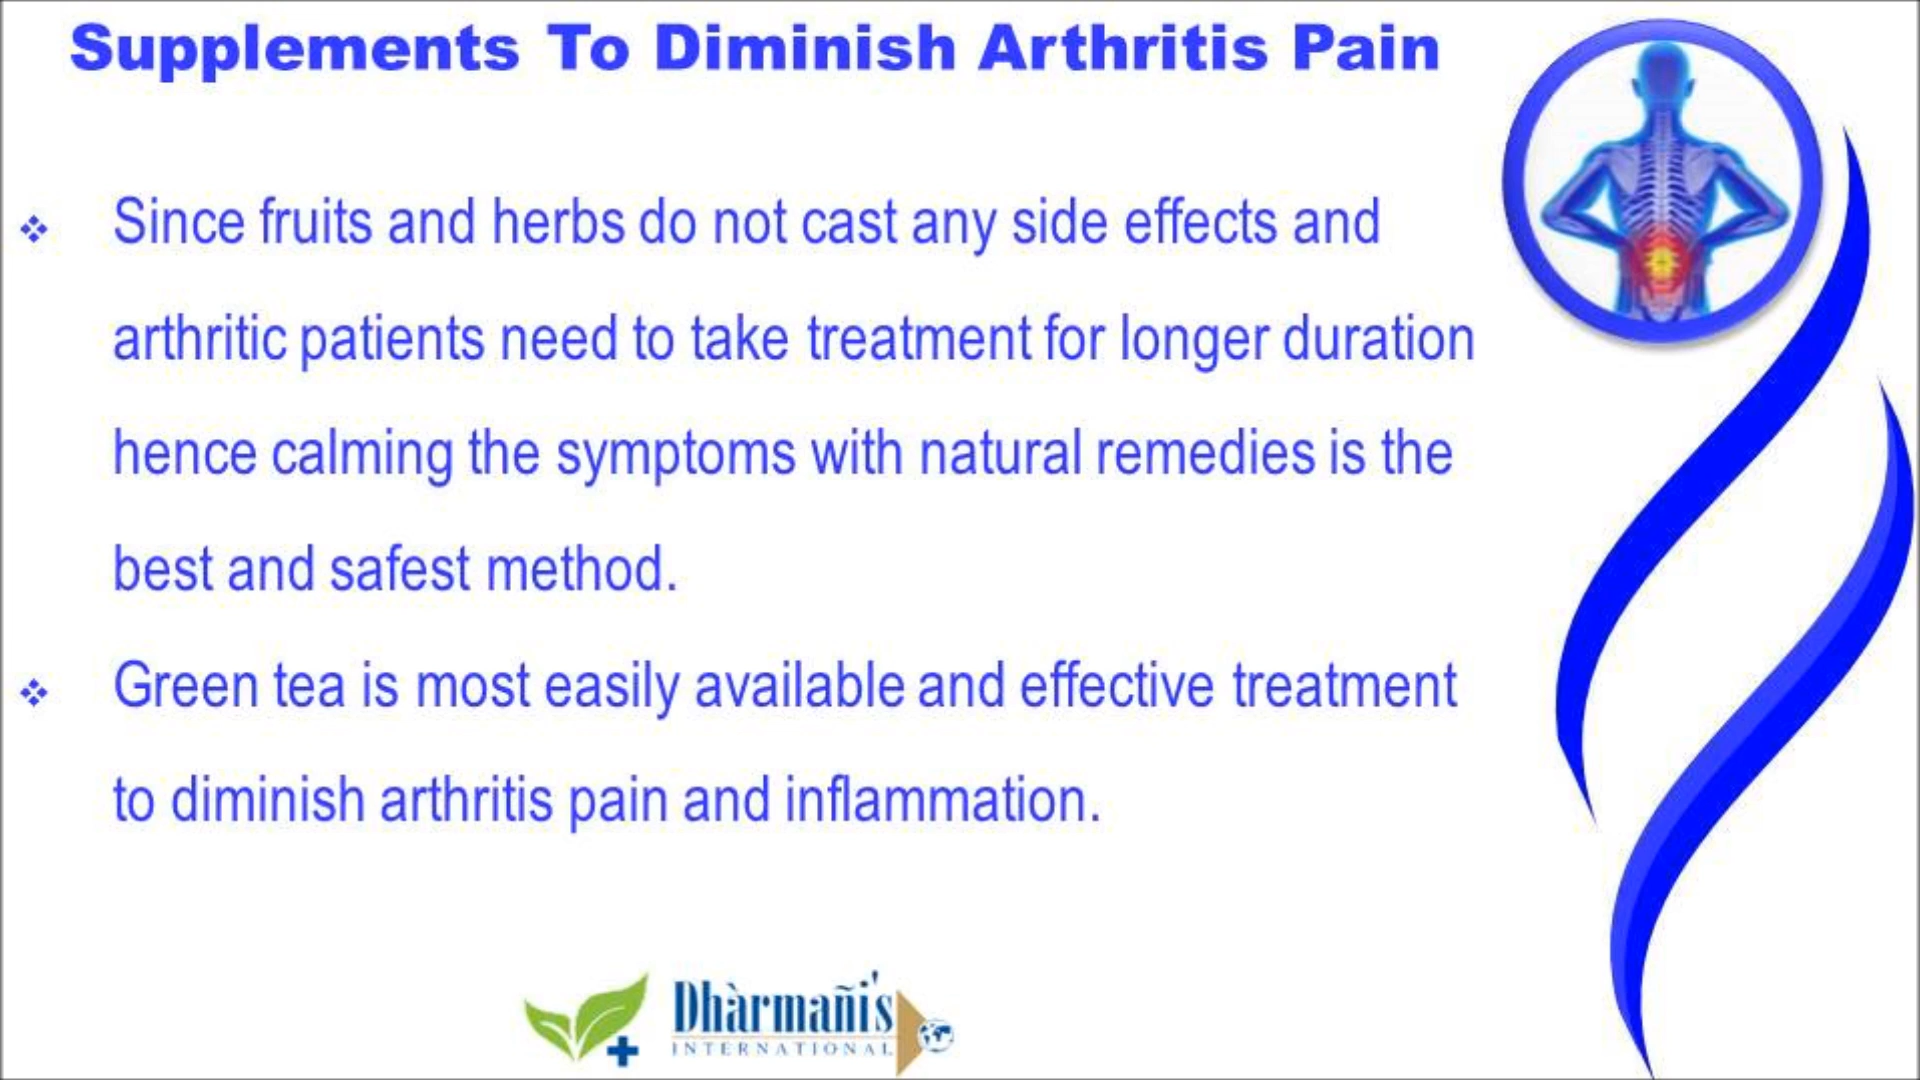 Supplements To Diminish Arthritis Pain
Since fruits and herbs do not cast any side effects and
arthritic patients need to take treatment for longer duration
hence calming the symptoms with natural remedies is the
best and safest method.
Green tea is most easily available and effective treatment
to diminish arthritis pain and inflammation.
Dhàrmañi's
INTERNATIONAL